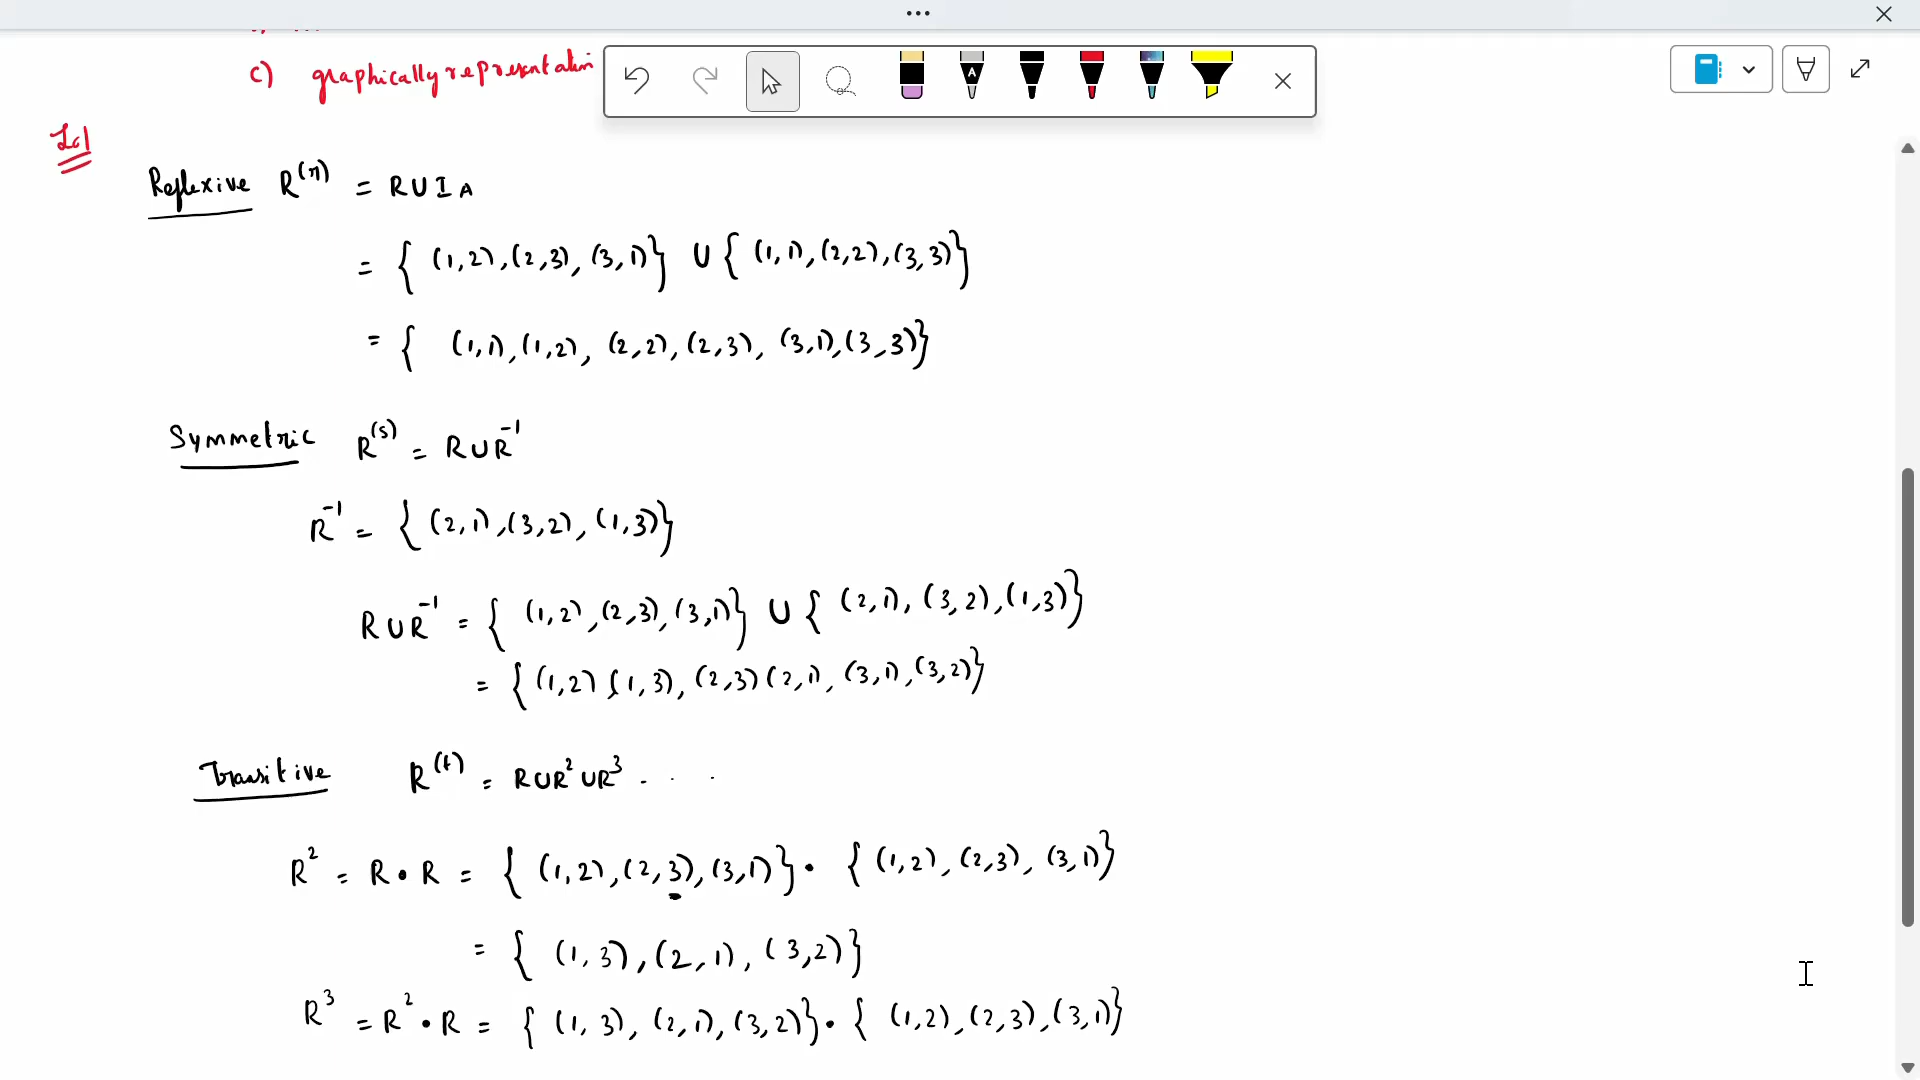 c) graphically representation
Sol
Reflexive R^(r) = R ∪ I_A
= { (1,2),(2,3),(3,1)} ∪ { (1,1),(2,2),(3,3)}
= { (1,1),(1,2), (2,2),(2,3), (3,1),(3,3)}
Symmetric R^(s) = R ∪ R^-1
R^-1 = { (2,1),(3,2),(1,3)}
R ∪ R^-1 = { (1,2),(2,3),(3,1)} ∪ { (2,1),(3,2),(1,3)}
= { (1,2) (1,3), (2,3) (2,1), (3,1),(3,2)}
Transitive R^(t) = R ∪ R^2 ∪ R^3 - . .
R^2 = R • R = { (1,2),(2,3),(3,1)} • { (1,2), (2,3), (3,1)}
= { (1,3),(2,1),(3,2)}
R^3 = R^2 • R = { (1,3), (2,1),(3,2)} • { (1,2),(2,3),(3,1)}